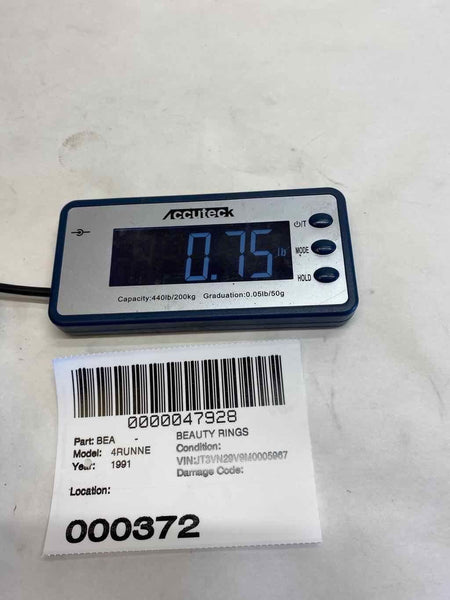 Accuteck
⏻/T
0.75 lb
MODE
HOLD
Capacity:440lb/200kg Graduation:0.05lb/50g
0000047928
Part: BEA - BEAUTY RINGS
Model: 4RUNNE Condition:
Year: 1991 VIN:JT3VN29V9M0005967
Damage Code:
Location:
000372